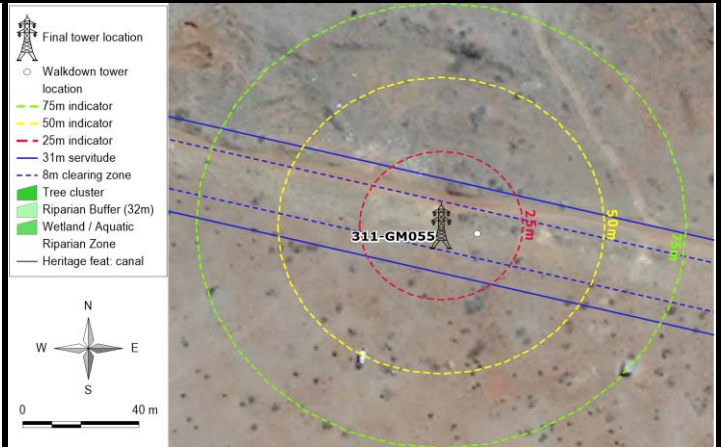 Final tower location
Walkdown tower
location
75m indicator
50m indicator
25m indicator
31m servitude
8m clearing zone
Tree cluster
Riparian Buffer (32m)
Wetland / Aquatic
Riparian Zone
Heritage feat: canal
N
W E
S
0 40 m
311-GM055
25m
50m
75m